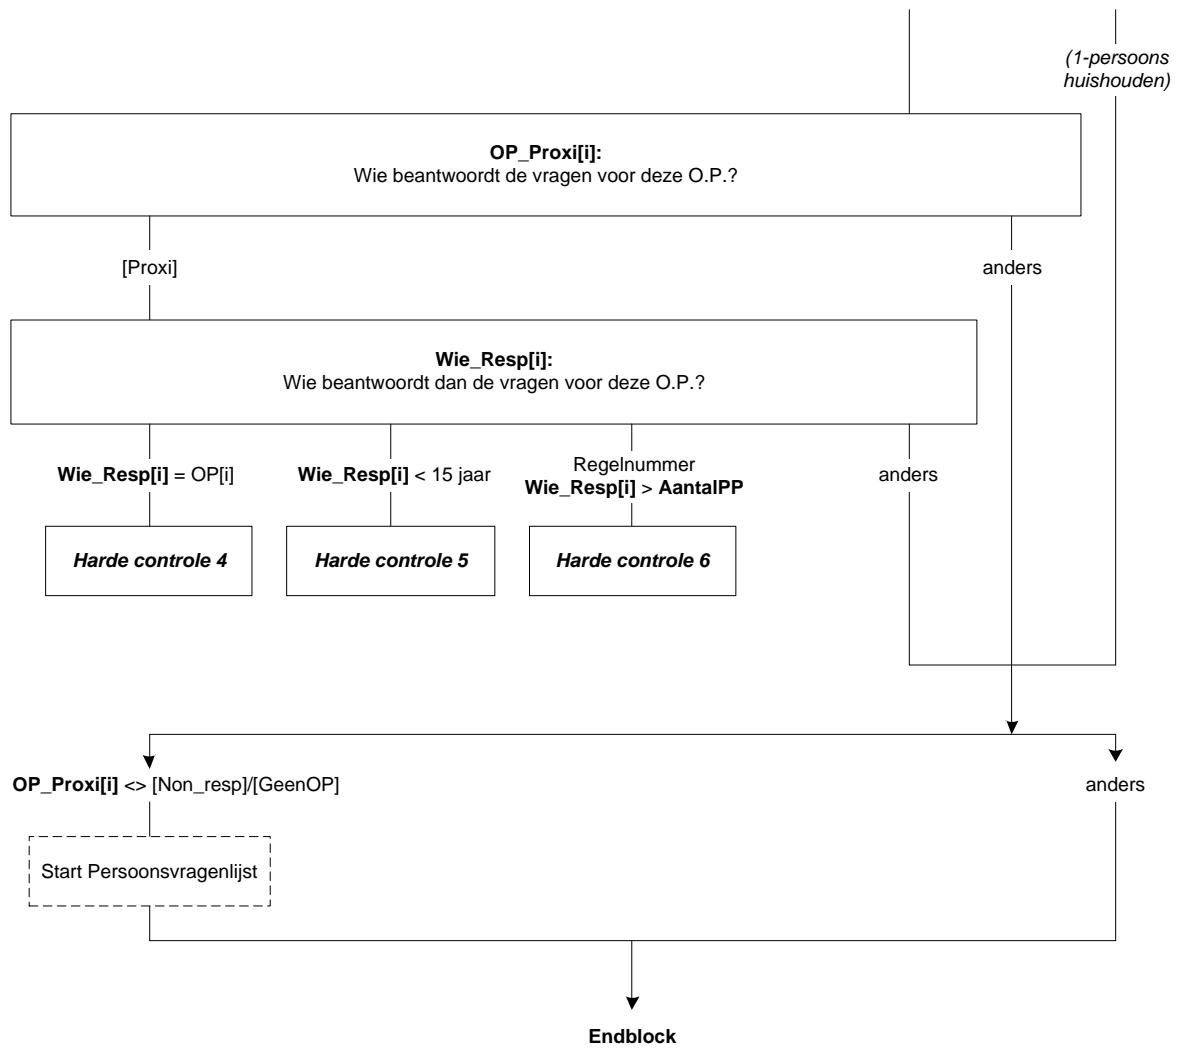 (1-persoons
huishouden)
OP_Proxi[i]:
Wie beantwoordt de vragen voor deze O.P.?
[Proxi]
anders
Wie_Resp[i]:
Wie beantwoordt dan de vragen voor deze O.P.?
Wie_Resp[i] = OP[i]
Wie_Resp[i] < 15 jaar
Regelnummer
Wie_Resp[i] > AantalPP
anders
Harde controle 4
Harde controle 5
Harde controle 6
OP_Proxi[i] <> [Non_resp]/[GeenOP]
anders
Start Persoonsvragenlijst
Endblock